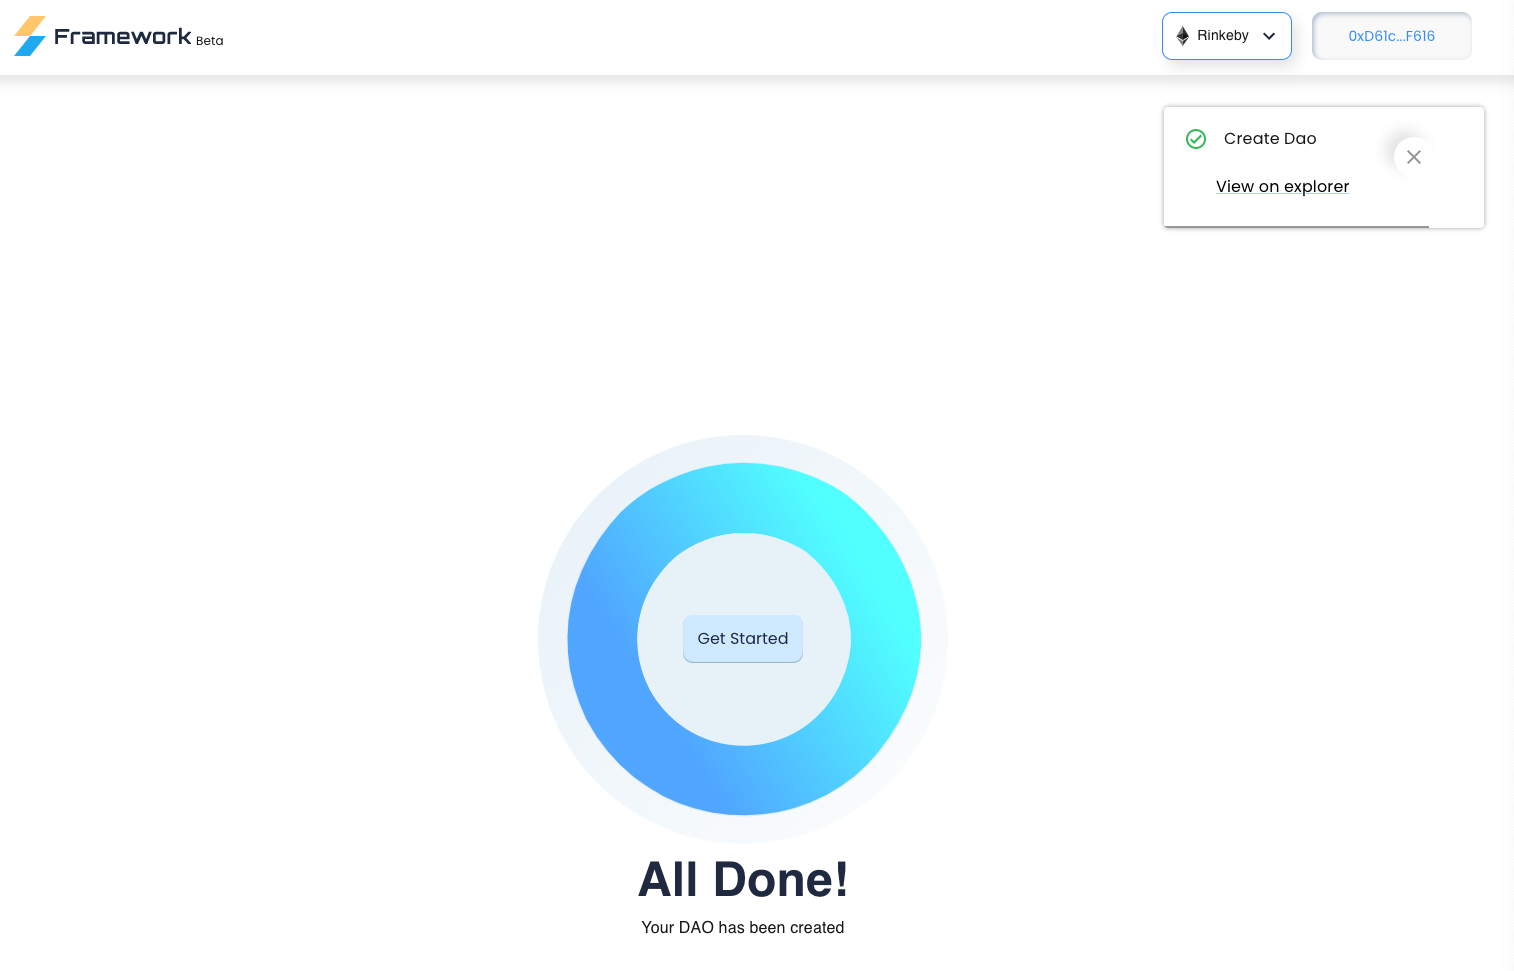 Framework Beta
Rinkeby
0xD61c...F616
Create Dao
View on explorer
Get Started
All Done!
Your DAO has been created